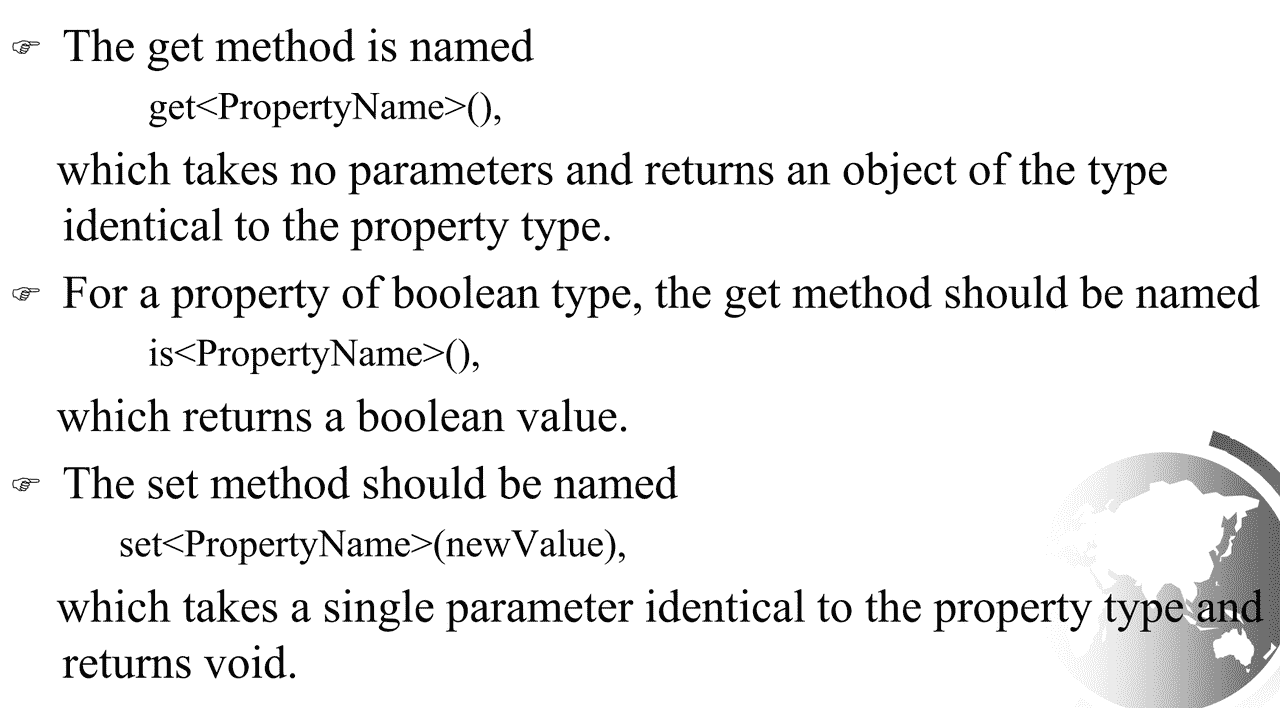 ☞ The get method is named
get<PropertyName>(),
which takes no parameters and returns an object of the type
identical to the property type.
☞ For a property of boolean type, the get method should be named
is<PropertyName>(),
which returns a boolean value.
☞ The set method should be named
set<PropertyName>(newValue),
which takes a single parameter identical to the property type and
returns void.